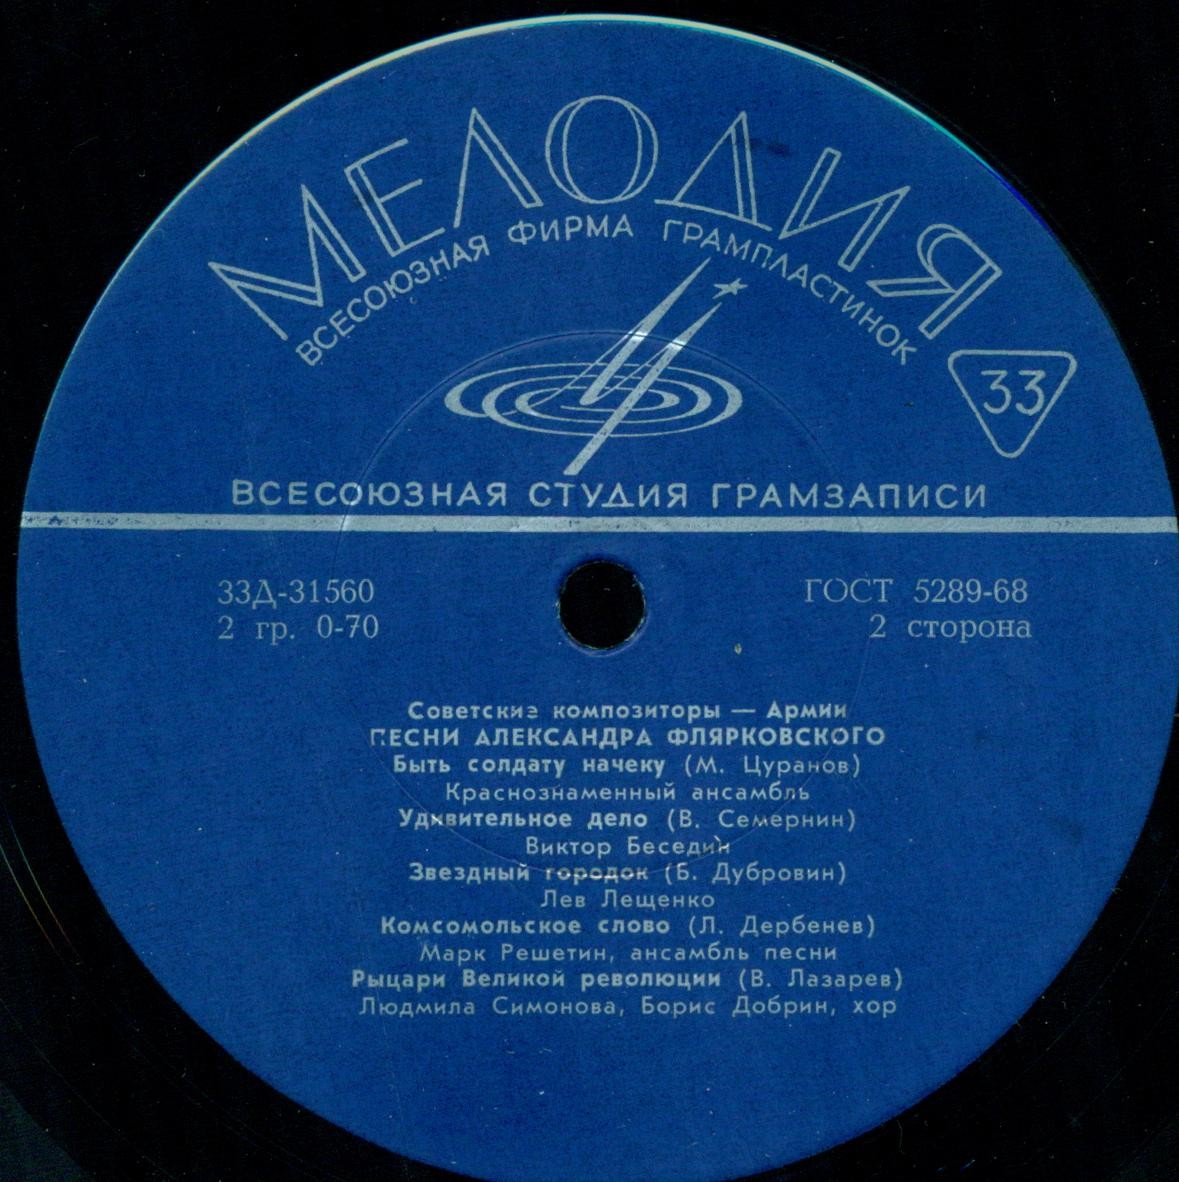 МЕЛОДИЯ
ВСЕСОЮЗНАЯ ФИРМА ГРАМПЛАСТИНОК
33
ВСЕСОЮЗНАЯ СТУДИЯ ГРАМЗАПИСИ
33Д-31560
ГОСТ 5289-68
2 гр. 0-70
2 сторона
Советские композиторы — Армии
ПЕСНИ АЛЕКСАНДРА ФЛЯРКОВСКОГО
Быть солдату начеку (М. Цуранов)
Краснознаменный ансамбль
Удивительное дело (В. Семернин)
Виктор Беседин
Звездный городок (Б. Дубровин)
Лев Лещенко
Комсомольское слово (Л. Дербенев)
Марк Решетин, ансамбль песни
Рыцари Великой революции (В. Лазарев)
Людмила Симонова, Борис Добрин, хор